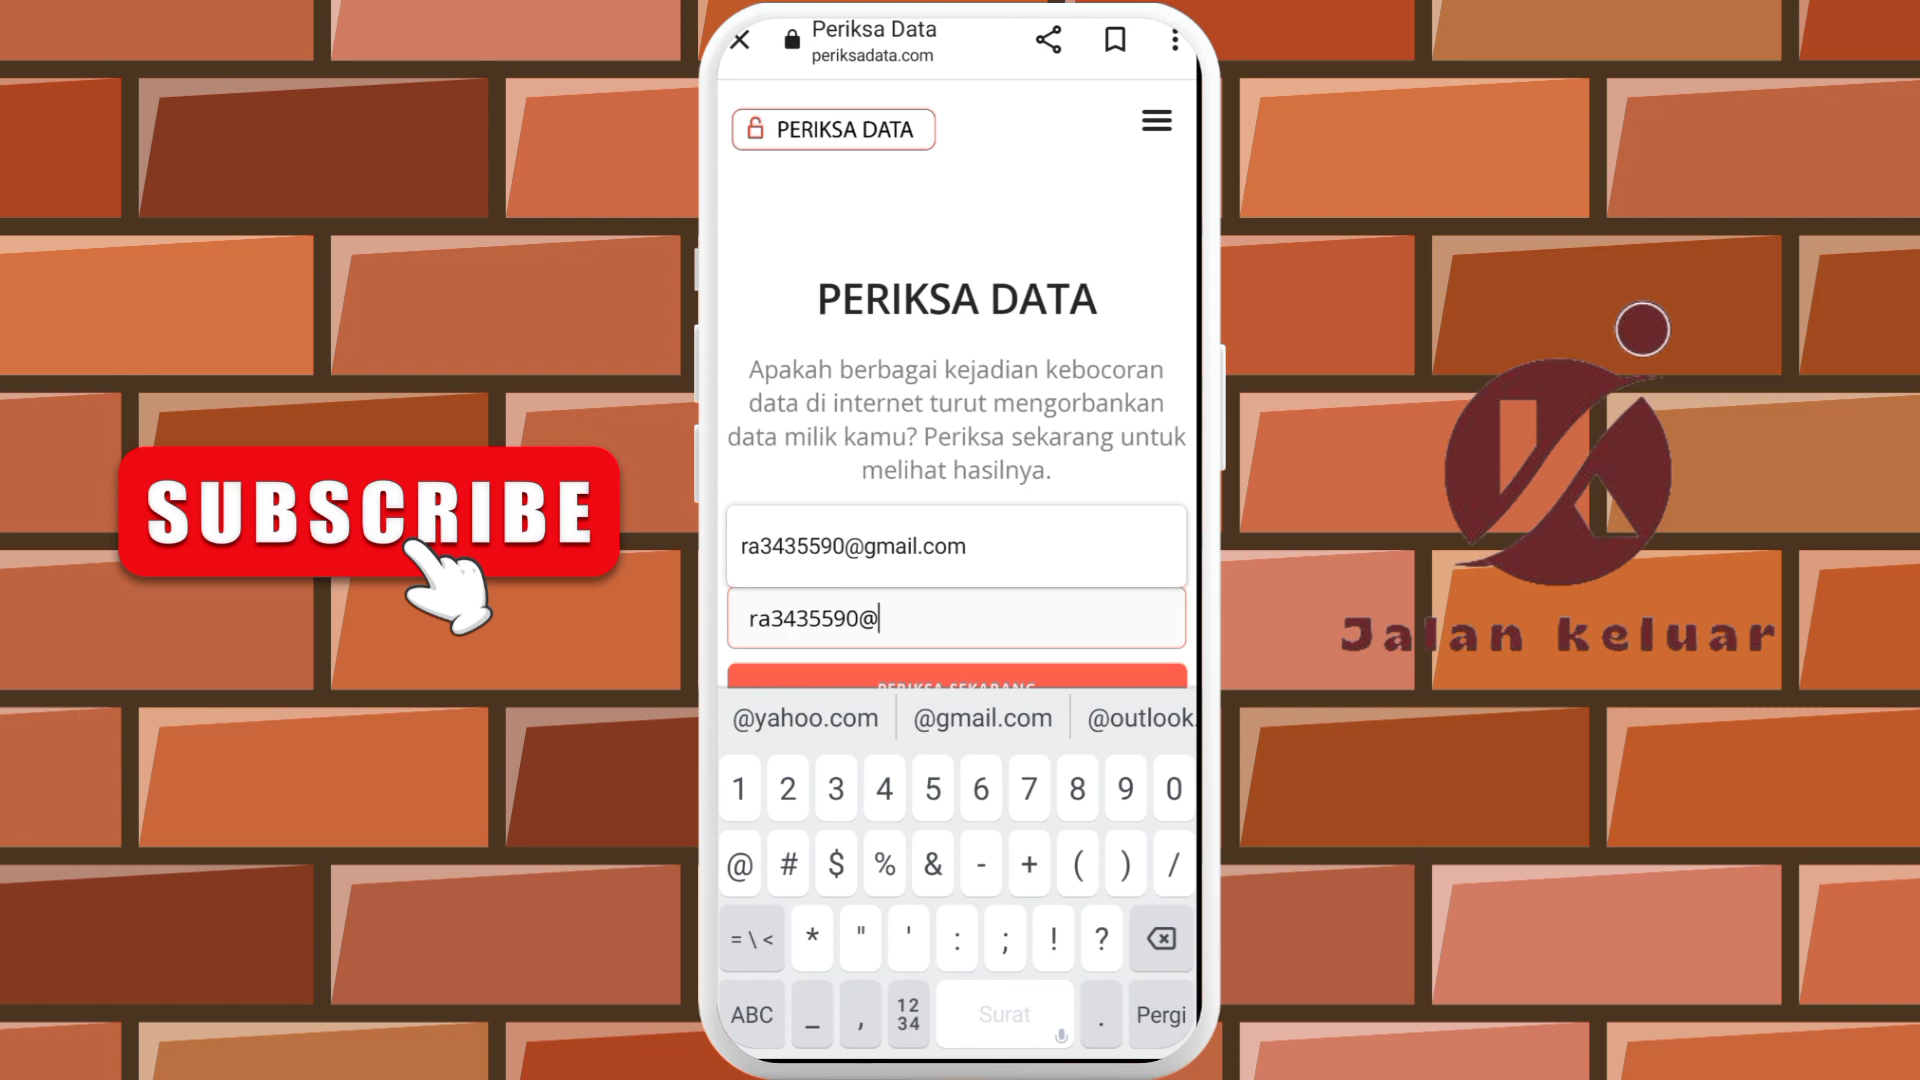 Periksa Data
periksadata.com
PERIKSA DATA
PERIKSA DATA
Apakah berbagai kejadian kebocoran
data di internet turut mengorbankan
data milik kamu? Periksa sekarang untuk
melihat hasilnya.
ra3435590@gmail.com
ra3435590@
PERIKSA SEKARANG
@yahoo.com @gmail.com @outlook.
1 2 3 4 5 6 7 8 9 0
@ # $ % & - + ( ) /
= \ < * " ' : ; ! ?
ABC _ , 12 34 Surat . Pergi
SUBSCRIBE
Jalan keluar